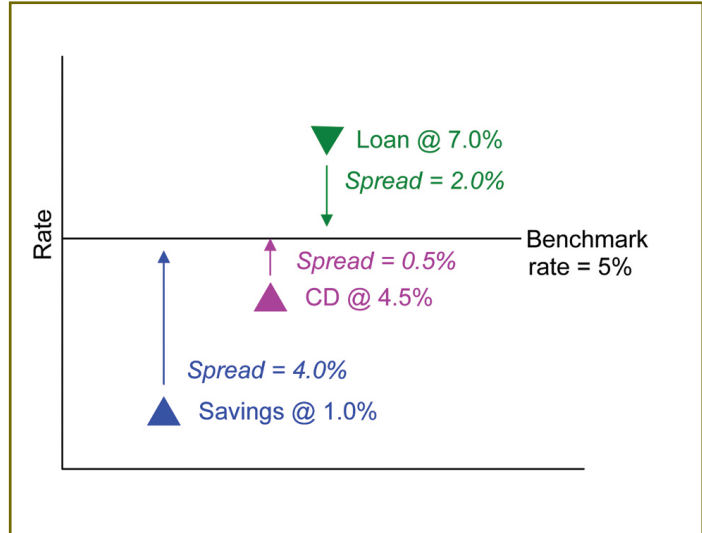 Loan @ 7.0%
Spread = 2.0%
Rate
Benchmark
rate = 5%
Spread = 0.5%
CD @ 4.5%
Spread = 4.0%
Savings @ 1.0%